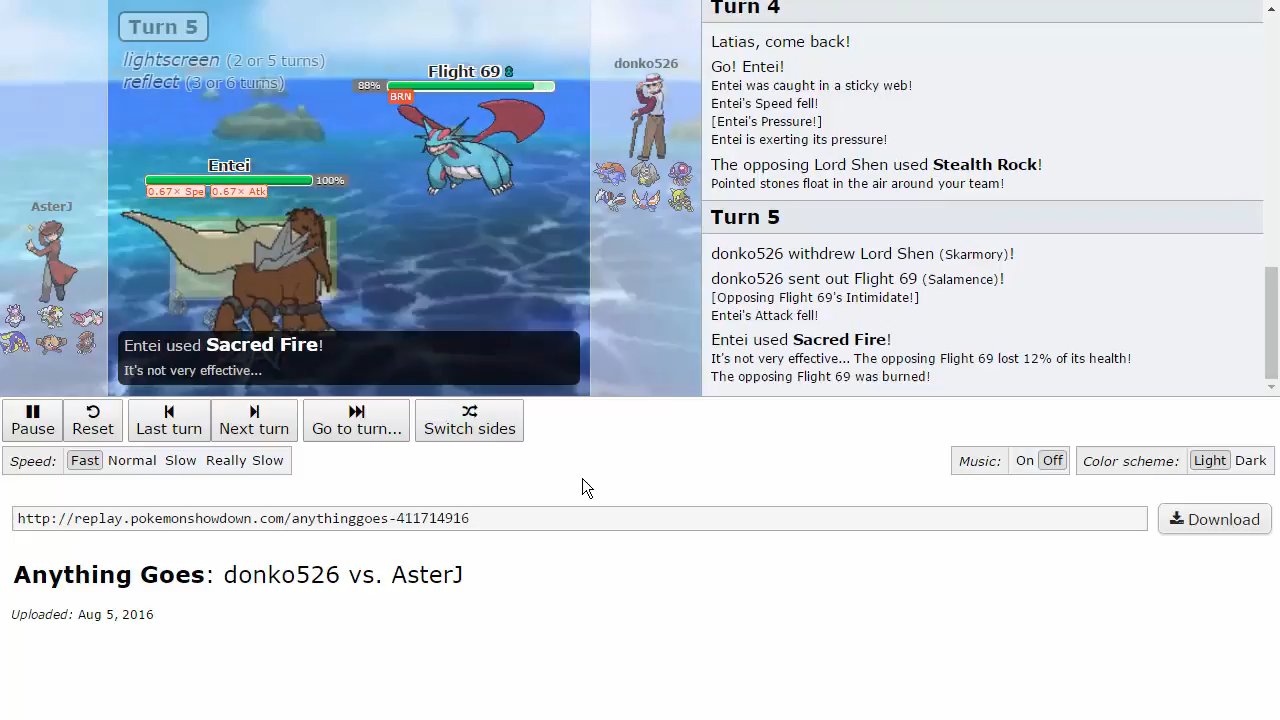 Turn 5
lightscreen (2 or 5 turns)
reflect (3 or 6 turns)
Flight 69
88%
BRN
Entei
100%
0.67× Spe 0.67× Atk
donko526
AsterJ
Entei used Sacred Fire!
It's not very effective...
Turn 4
Latias, come back!
Go! Entei!
Entei was caught in a sticky web!
Entei's Speed fell!
[Entei's Pressure!]
Entei is exerting its pressure!
The opposing Lord Shen used Stealth Rock!
Pointed stones float in the air around your team!
Turn 5
donko526 withdrew Lord Shen (Skarmory)!
donko526 sent out Flight 69 (Salamence)!
[Opposing Flight 69's Intimidate!]
Entei's Attack fell!
Entei used Sacred Fire!
It's not very effective... The opposing Flight 69 lost 12% of its health!
The opposing Flight 69 was burned!
Pause Reset Last turn Next turn Go to turn... Switch sides
Speed: Fast Normal Slow Really Slow
Music: On Off Color scheme: Light Dark
http://replay.pokemonshowdown.com/anythinggoes-411714916
Download
Anything Goes: donko526 vs. AsterJ
Uploaded: Aug 5, 2016